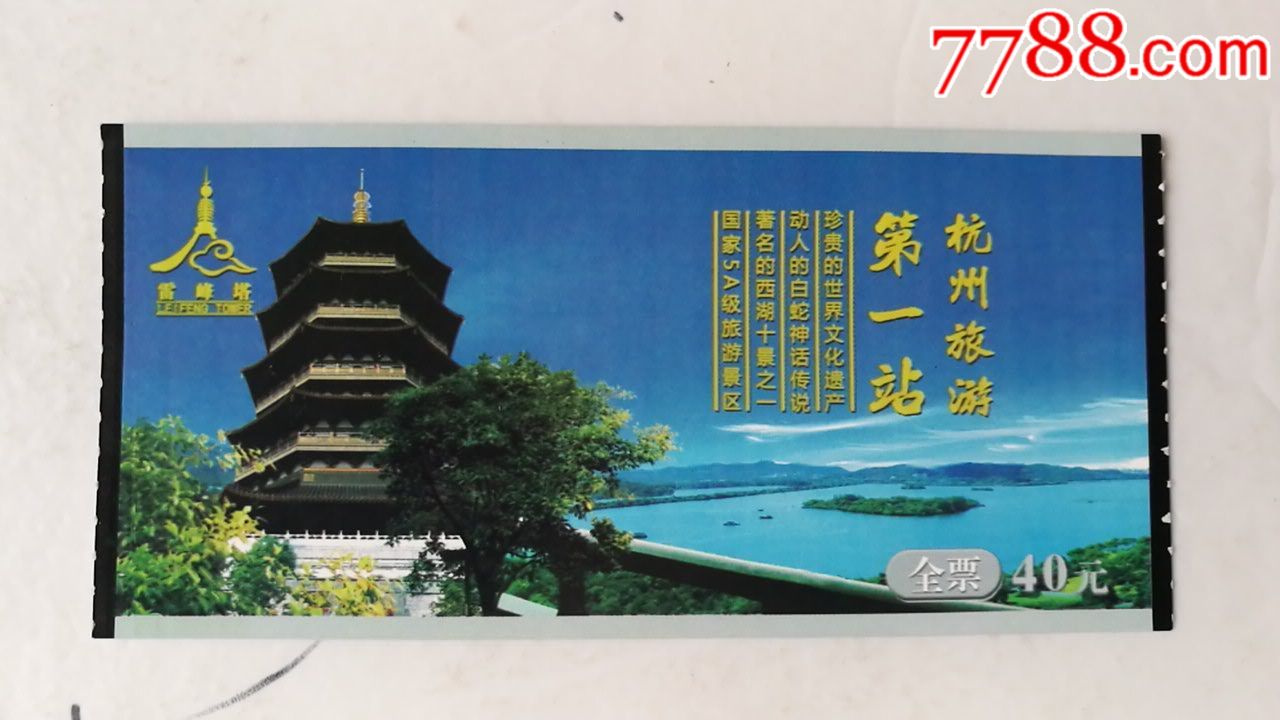 7788.com
雷峰塔
LEIFENG TOWER
杭州旅游
第一站
珍贵的世界文化遗产
动人的白蛇神话传说
著名的西湖十景之一
国家5A级旅游景区
全票 40元